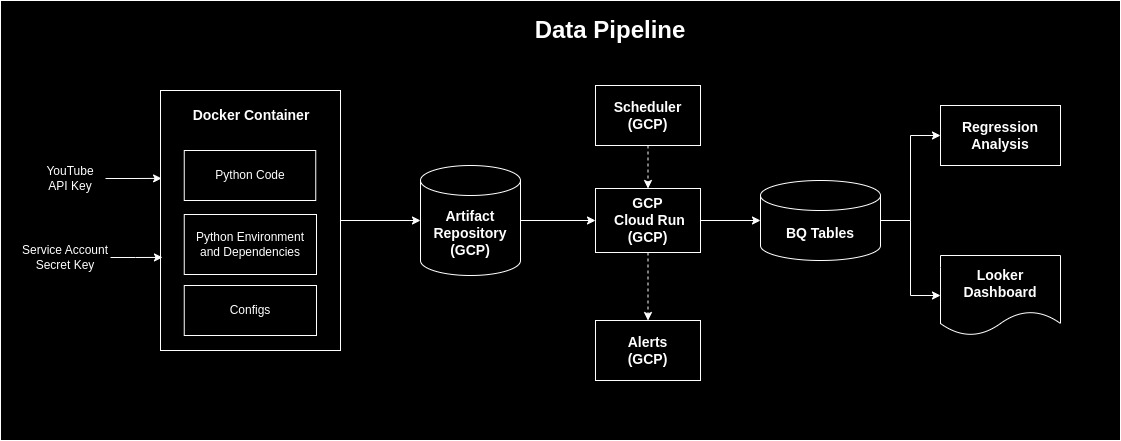 Data Pipeline
YouTube
API Key
Service Account
Secret Key
Docker Container
Python Code
Python Environment
and Dependencies
Configs
Artifact
Repository
(GCP)
Scheduler
(GCP)
GCP
Cloud Run
(GCP)
Alerts
(GCP)
BQ Tables
Regression
Analysis
Looker
Dashboard